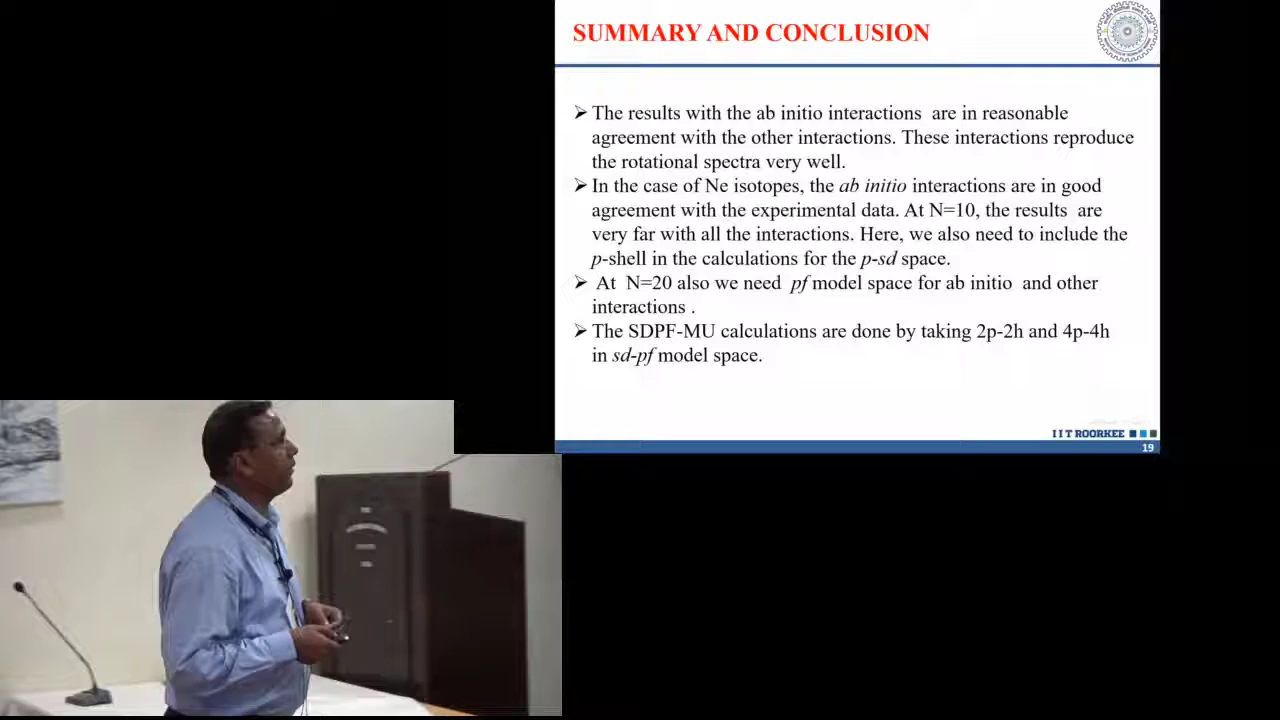 SUMMARY AND CONCLUSION
➢ The results with the ab initio interactions are in reasonable
agreement with the other interactions. These interactions reproduce
the rotational spectra very well.
➢ In the case of Ne isotopes, the ab initio interactions are in good
agreement with the experimental data. At N=10, the results are
very far with all the interactions. Here, we also need to include the
p-shell in the calculations for the p-sd space.
➢ At N=20 also we need pf model space for ab initio and other
interactions .
➢ The SDPF-MU calculations are done by taking 2p-2h and 4p-4h
in sd-pf model space.
I I T ROORKEE
19